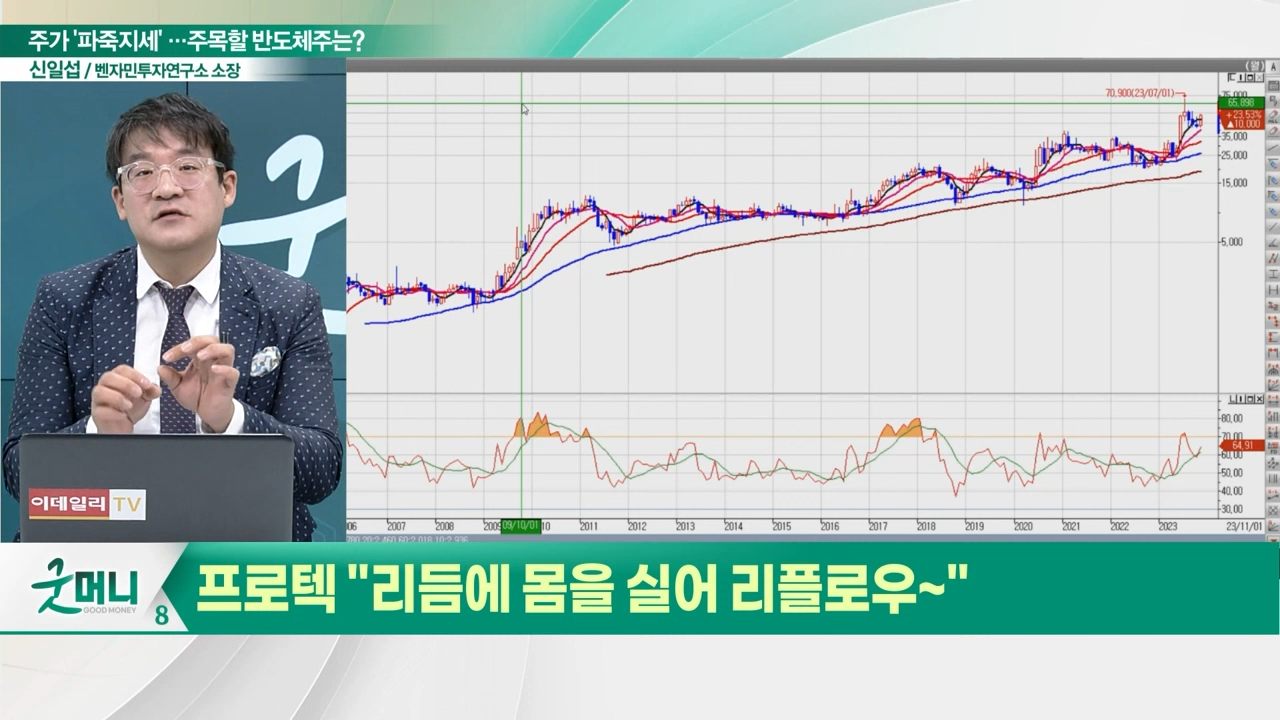 주가 '파죽지세' …주목할 반도체주는?
신일섭 / 벤자민투자연구소 소장
(월)
70,900(23/07/01)
75,000
65,898
+23,53%
▲10,000
35,000
25,000
15,000
5,000
80,00
70,00
64,91
60,00
50,00
40,00
30,00
06 2007 2008 2009 09/10/01 10 2011 2012 2013 2014 2015 2016 2017 2018 2019 2020 2021 2022 2023 23/11/01
이데일리 TV
굿머니
GOOD MONEY
8
프로텍 "리듬에 몸을 실어 리플로우~"